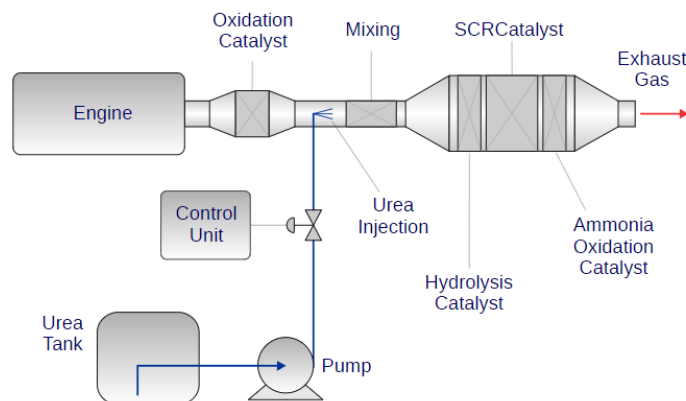 Oxidation
Catalyst
Mixing
SCRCatalyst
Exhaust
Gas
Engine
Control
Unit
Urea
Injection
Ammonia
Oxidation
Catalyst
Hydrolysis
Catalyst
Urea
Tank
Pump